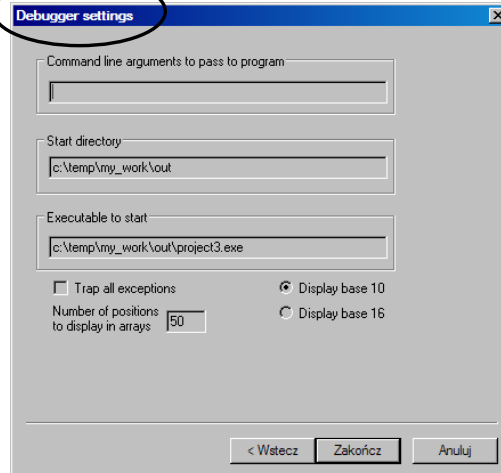 Debugger settings
Command line arguments to pass to program
Start directory
c:\temp\my_work\out
Executable to start
c:\temp\my_work\out\project3.exe
Trap all exceptions
Display base 10
Number of positions
to display in arrays
50
Display base 16
< Wstecz
Zakończ
Anuluj